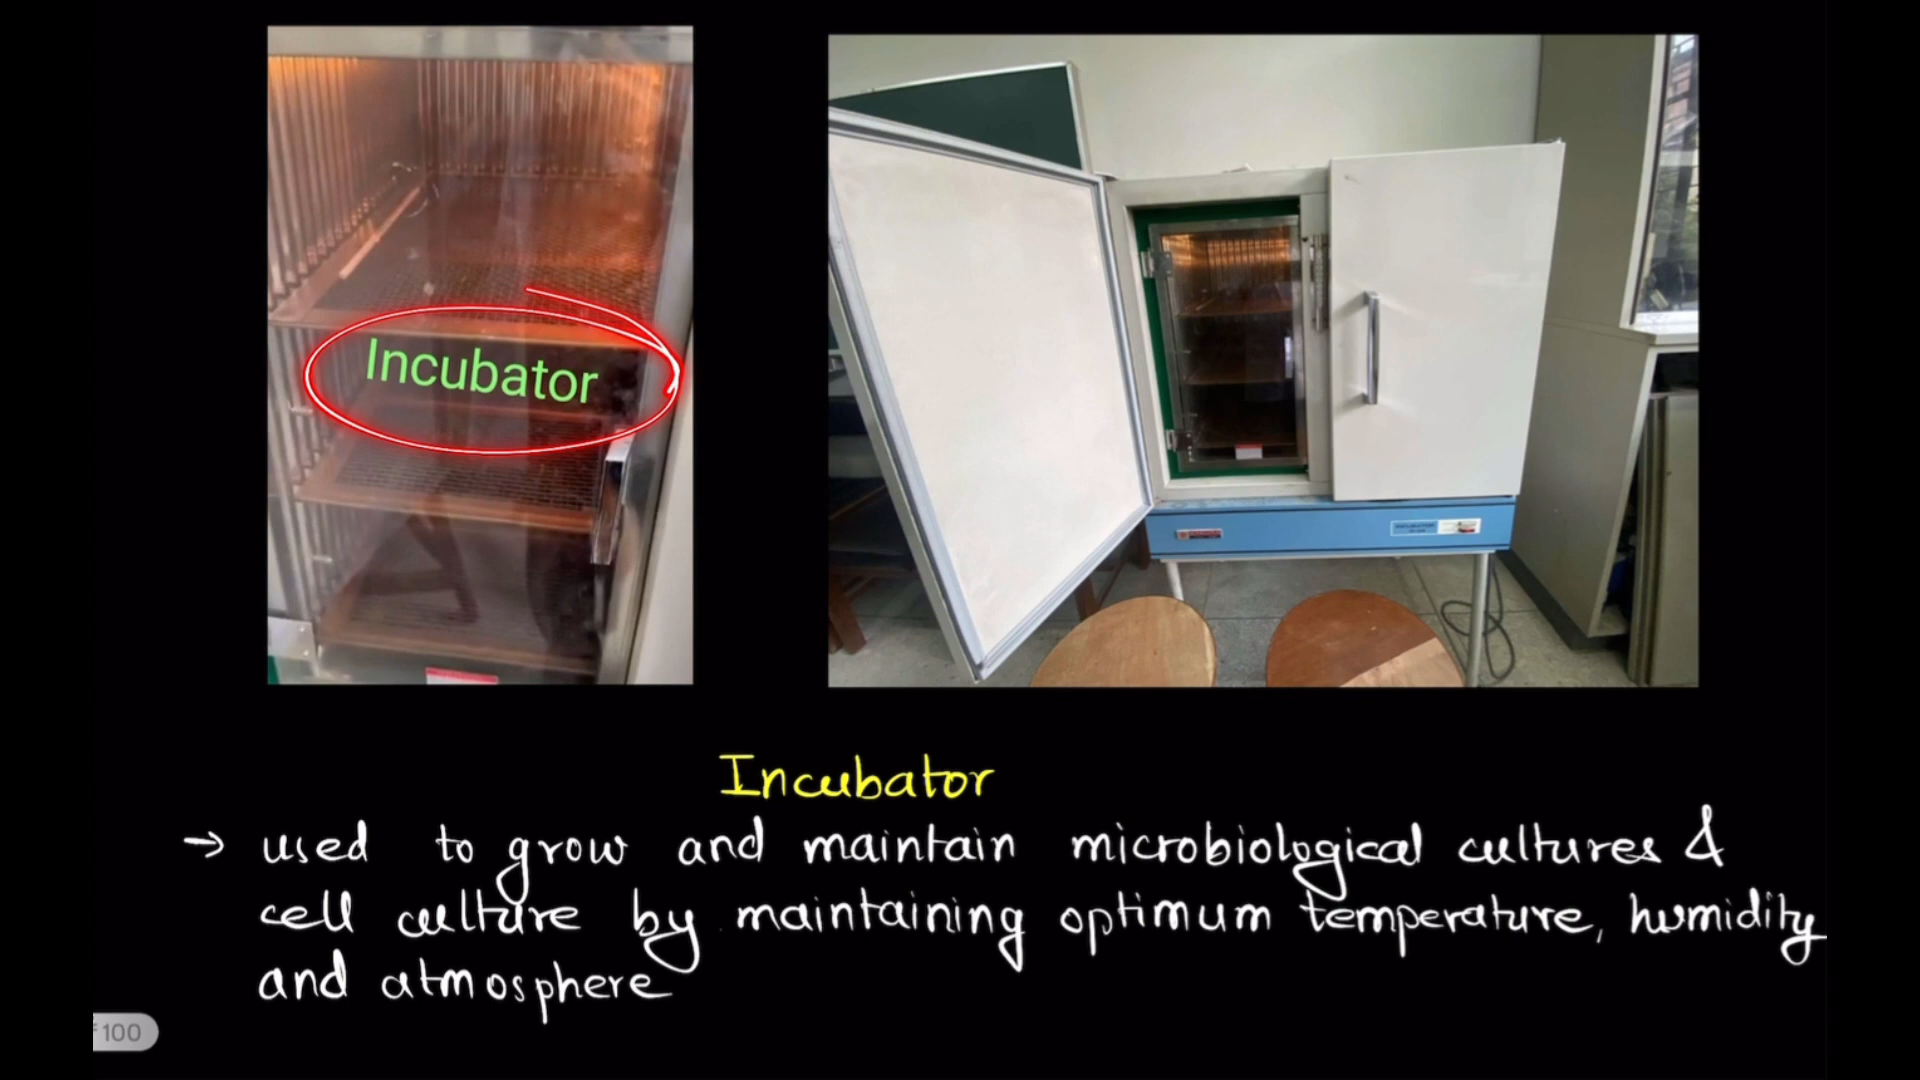 Incubator
INCUBATOR
Incubator
→ used to grow and maintain microbiological cultures &
cell culture by maintaining optimum temperature, humidity
and atmosphere
100